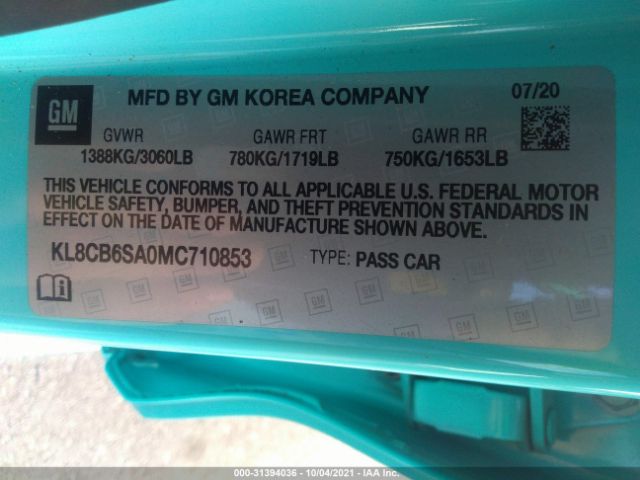 GM
MFD BY GM KOREA COMPANY
07/20
GVWR
GAWR FRT
GAWR RR
1388KG/3060LB
780KG/1719LB
750KG/1653LB
THIS VEHICLE CONFORMS TO ALL APPLICABLE U.S. FEDERAL MOTOR
VEHICLE SAFETY, BUMPER, AND THEFT PREVENTION STANDARDS IN
EFFECT ON THE DATE OF MANUFACTURE SHOWN ABOVE.
KL8CB6SA0MC710853
TYPE: PASS CAR
000-31394036 - 10/04/2021 - IAA Inc.